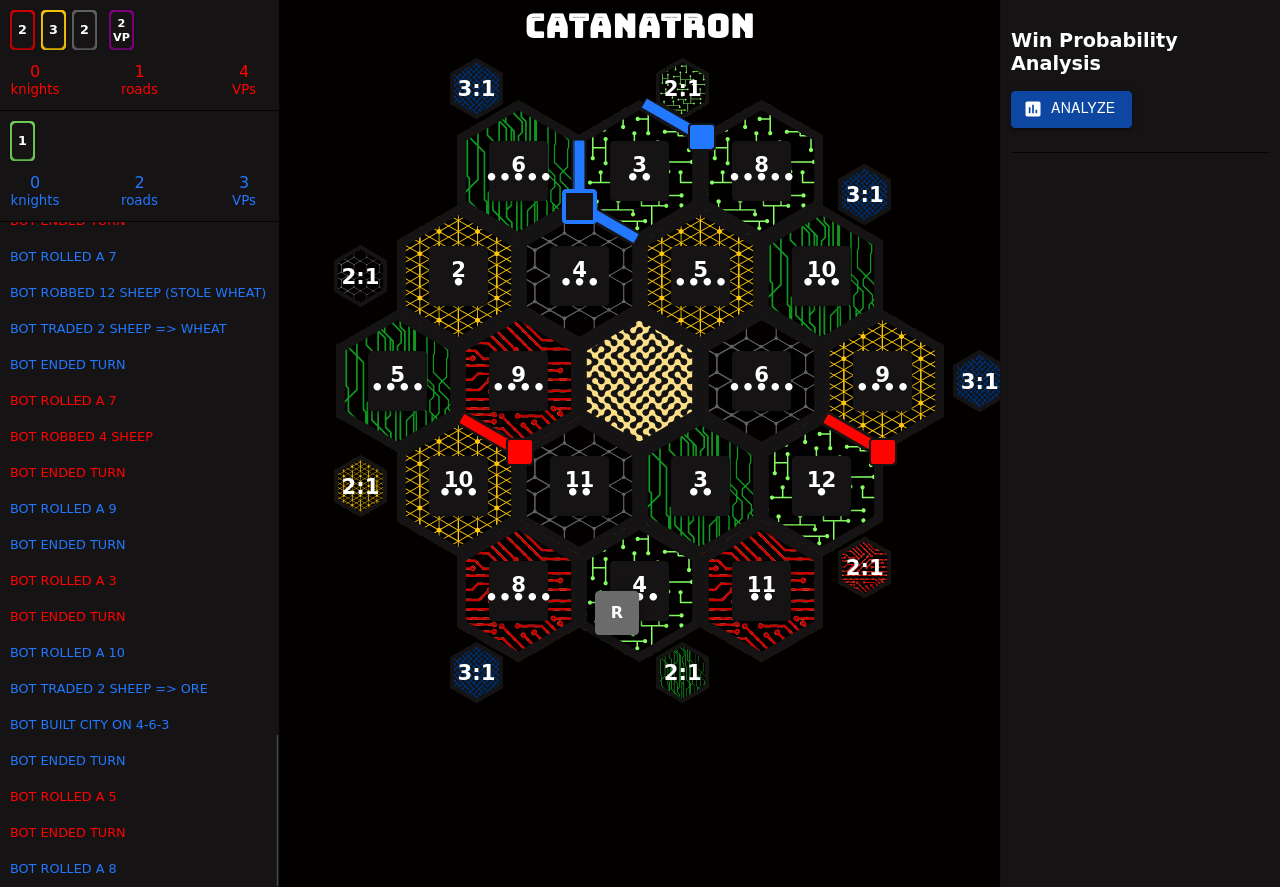 2 3 2 2 VP
0 1 4
knights roads VPs
1
0 2 3
knights roads VPs
BOT ENDED TURN
BOT ROLLED A 7
BOT ROBBED 12 SHEEP (STOLE WHEAT)
BOT TRADED 2 SHEEP => WHEAT
BOT ENDED TURN
BOT ROLLED A 7
BOT ROBBED 4 SHEEP
BOT ENDED TURN
BOT ROLLED A 9
BOT ENDED TURN
BOT ROLLED A 3
BOT ENDED TURN
BOT ROLLED A 10
BOT TRADED 2 SHEEP => ORE
BOT BUILT CITY ON 4-6-3
BOT ENDED TURN
BOT ROLLED A 5
BOT ENDED TURN
BOT ROLLED A 8
CATANATRON
3:1 2:1
6 3 8
3:1
2:1 2 4 5 10
5 9 6 9 3:1
2:1 10 11 3 12
2:1
8 4 11
R
3:1 2:1
Win Probability
Analysis
ANALYZE